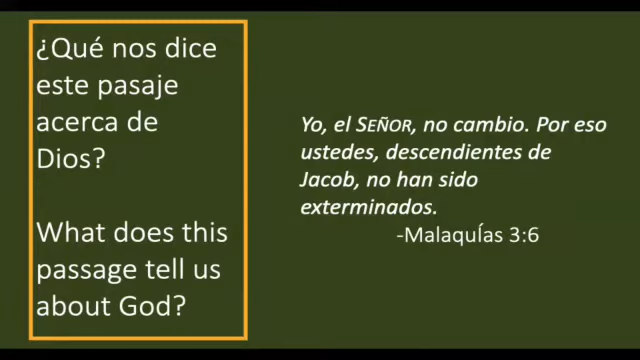 ¿Qué nos dice
este pasaje
acerca de
Dios?
What does this
passage tell us
about God?
Yo, el SEÑOR, no cambio. Por eso
ustedes, descendientes de
Jacob, no han sido
exterminados.
-Malaquías 3:6